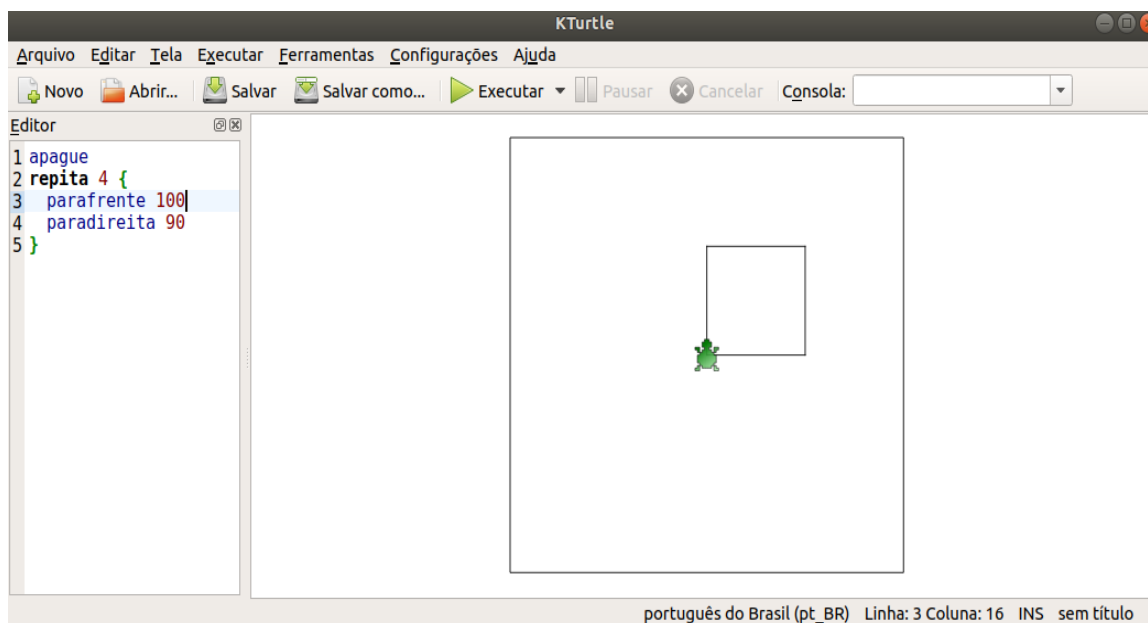 KTurtle
Arquivo Editar Tela Executar Ferramentas Configurações Ajuda
Novo Abrir... Salvar Salvar como... Executar Pausar Cancelar Consola:
Editor
1 apague
2 repita 4 {
3 parafrente 100
4 paradireita 90
5 }
português do Brasil (pt_BR) Linha: 3 Coluna: 16 INS sem título